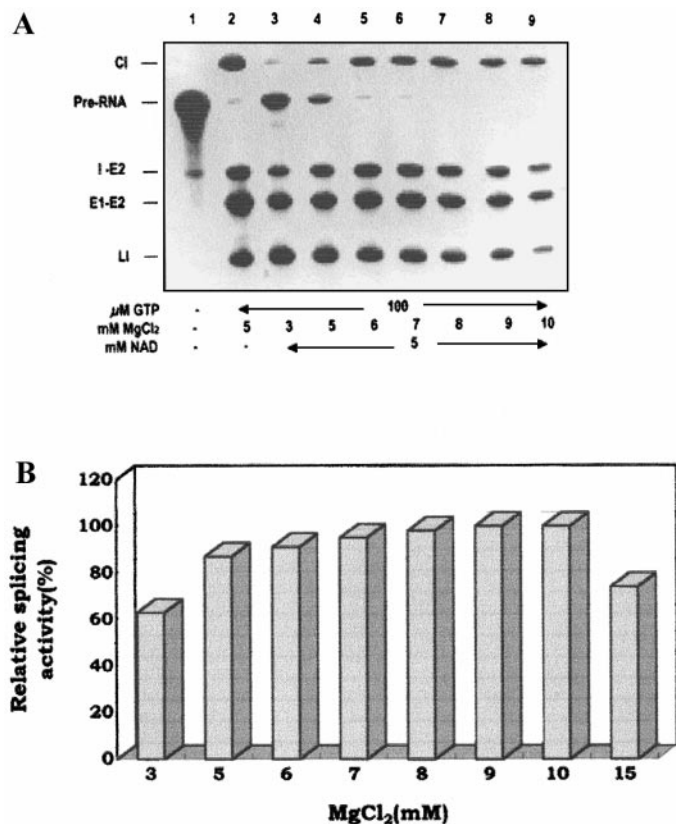 A
1 2 3 4 5 6 7 8 9
CI
Pre-RNA
I-E2
E1-E2
LI
µM GTP - 100
mM MgCl₂ - 5 3 5 6 7 8 9 10
mM NAD - - 5
B
Relative splicing
activity(%)
120
100
80
60
40
20
0
3 5 6 7 8 9 10 15
MgCl₂(mM)